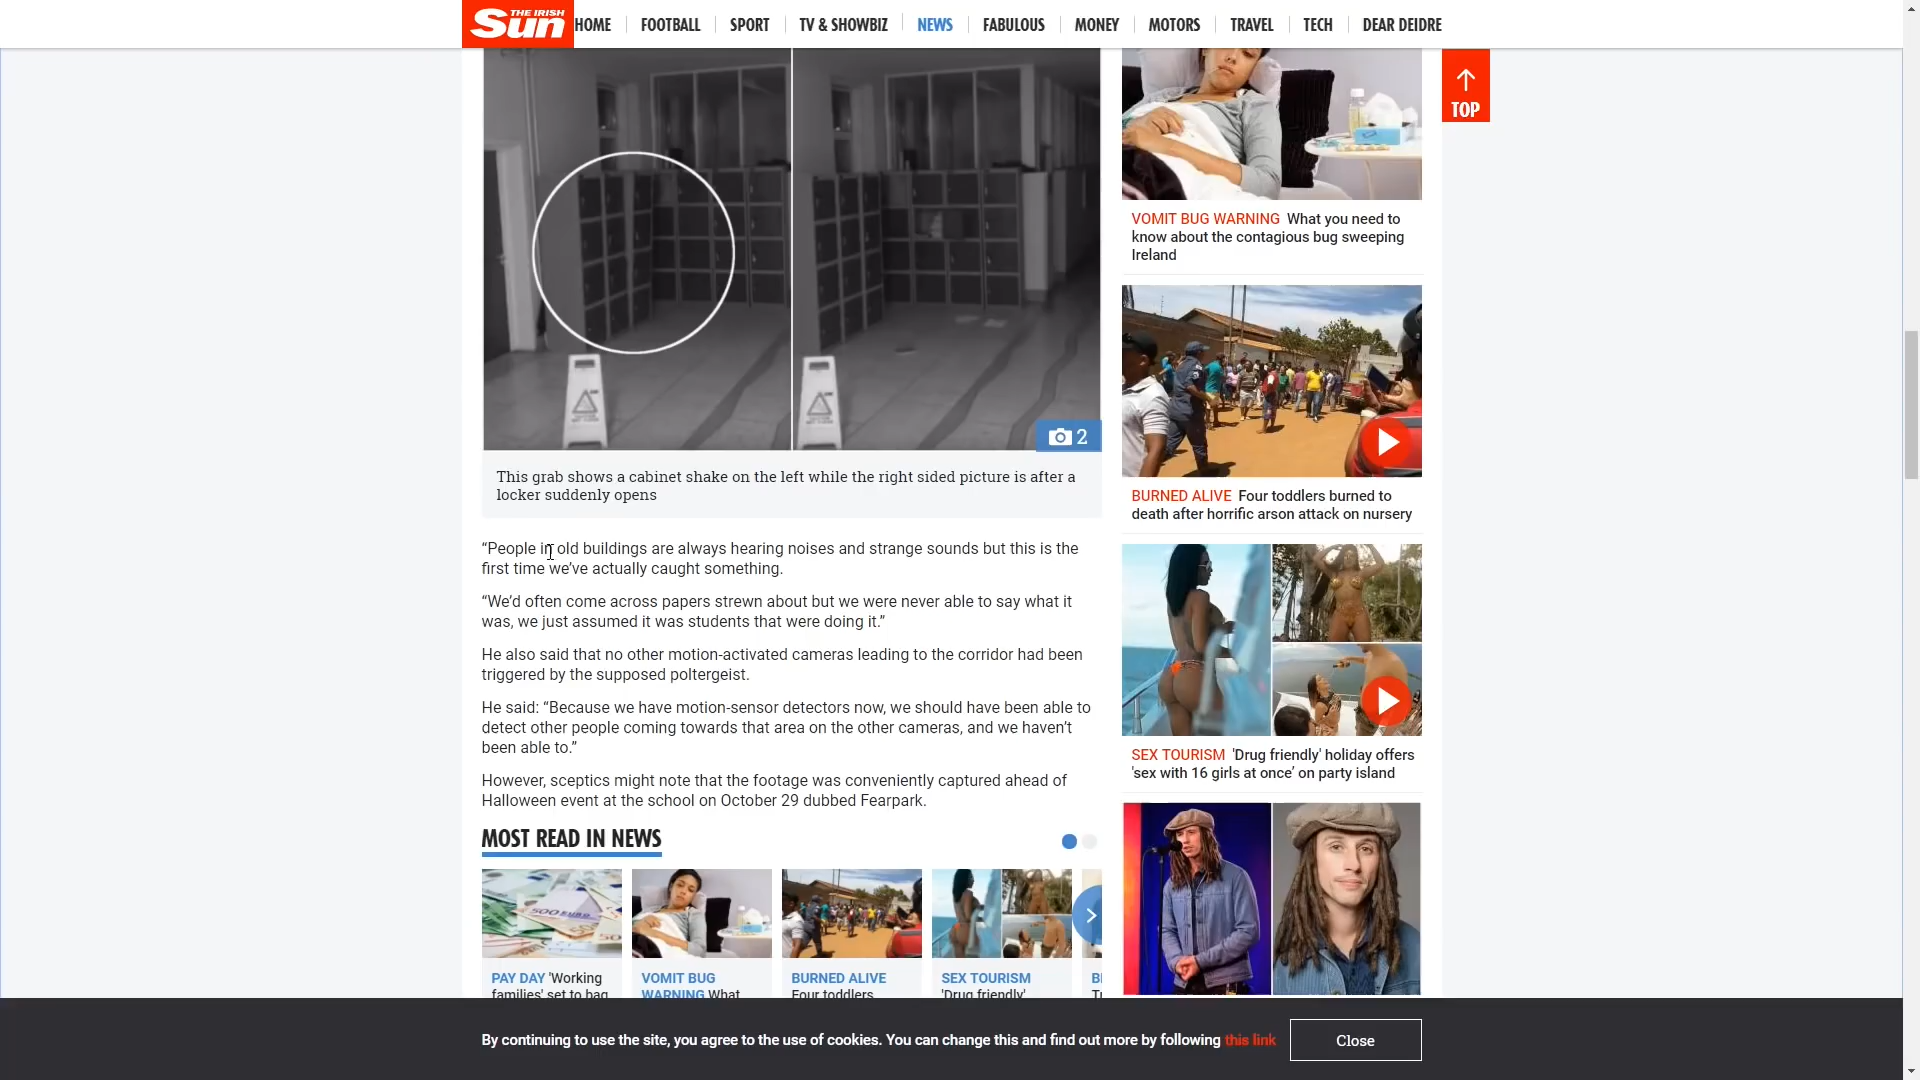 THE IRISH
Sun
HOME
FOOTBALL
SPORT
TV & SHOWBIZ
NEWS
FABULOUS
MONEY
MOTORS
TRAVEL
TECH
DEAR DEIDRE
TOP
2
This grab shows a cabinet shake on the left while the right sided picture is after a
locker suddenly opens
“People in old buildings are always hearing noises and strange sounds but this is the
first time we’ve actually caught something.
“We’d often come across papers strewn about but we were never able to say what it
was, we just assumed it was students that were doing it.”
He also said that no other motion-activated cameras leading to the corridor had been
triggered by the supposed poltergeist.
He said: “Because we have motion-sensor detectors now, we should have been able to
detect other people coming towards that area on the other cameras, and we haven’t
been able to.”
However, sceptics might note that the footage was conveniently captured ahead of
Halloween event at the school on October 29 dubbed Fearpark.
MOST READ IN NEWS
PAY DAY 'Working
families' set to bag
VOMIT BUG
WARNING What
BURNED ALIVE
Four toddlers
SEX TOURISM
'Drug friendly'
VOMIT BUG WARNING What you need to
know about the contagious bug sweeping
Ireland
BURNED ALIVE Four toddlers burned to
death after horrific arson attack on nursery
SEX TOURISM 'Drug friendly' holiday offers
'sex with 16 girls at once’ on party island
By continuing to use the site, you agree to the use of cookies. You can change this and find out more by following this link
Close